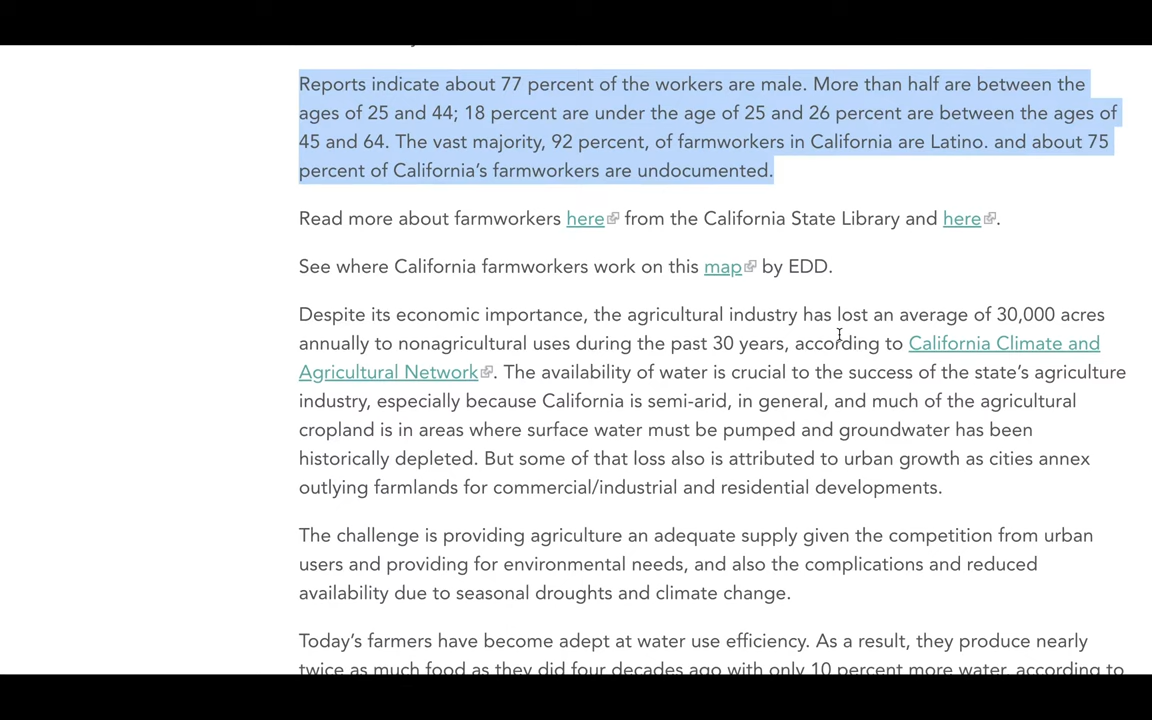 Reports indicate about 77 percent of the workers are male. More than half are between the
ages of 25 and 44; 18 percent are under the age of 25 and 26 percent are between the ages of
45 and 64. The vast majority, 92 percent, of farmworkers in California are Latino. and about 75
percent of California’s farmworkers are undocumented.
Read more about farmworkers here from the California State Library and here.
See where California farmworkers work on this map by EDD.
Despite its economic importance, the agricultural industry has lost an average of 30,000 acres
annually to nonagricultural uses during the past 30 years, according to California Climate and
Agricultural Network. The availability of water is crucial to the success of the state’s agriculture
industry, especially because California is semi-arid, in general, and much of the agricultural
cropland is in areas where surface water must be pumped and groundwater has been
historically depleted. But some of that loss also is attributed to urban growth as cities annex
outlying farmlands for commercial/industrial and residential developments.
The challenge is providing agriculture an adequate supply given the competition from urban
users and providing for environmental needs, and also the complications and reduced
availability due to seasonal droughts and climate change.
Today’s farmers have become adept at water use efficiency. As a result, they produce nearly
twice as much food as they did four decades ago with only 10 percent more water, according to